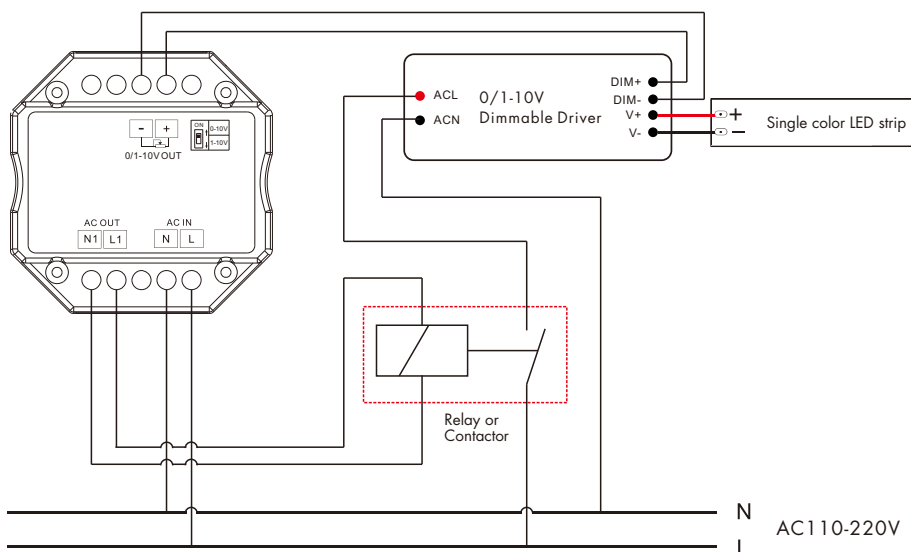 - +
ON
0-10V
1-10V
0/1-10V OUT
AC OUT
AC IN
N1 L1
N L
ACL
ACN
0/1-10V
Dimmable Driver
DIM+
DIM-
V+
V-
+
–
Single color LED strip
Relay or
Contactor
N
AC110-220V
L